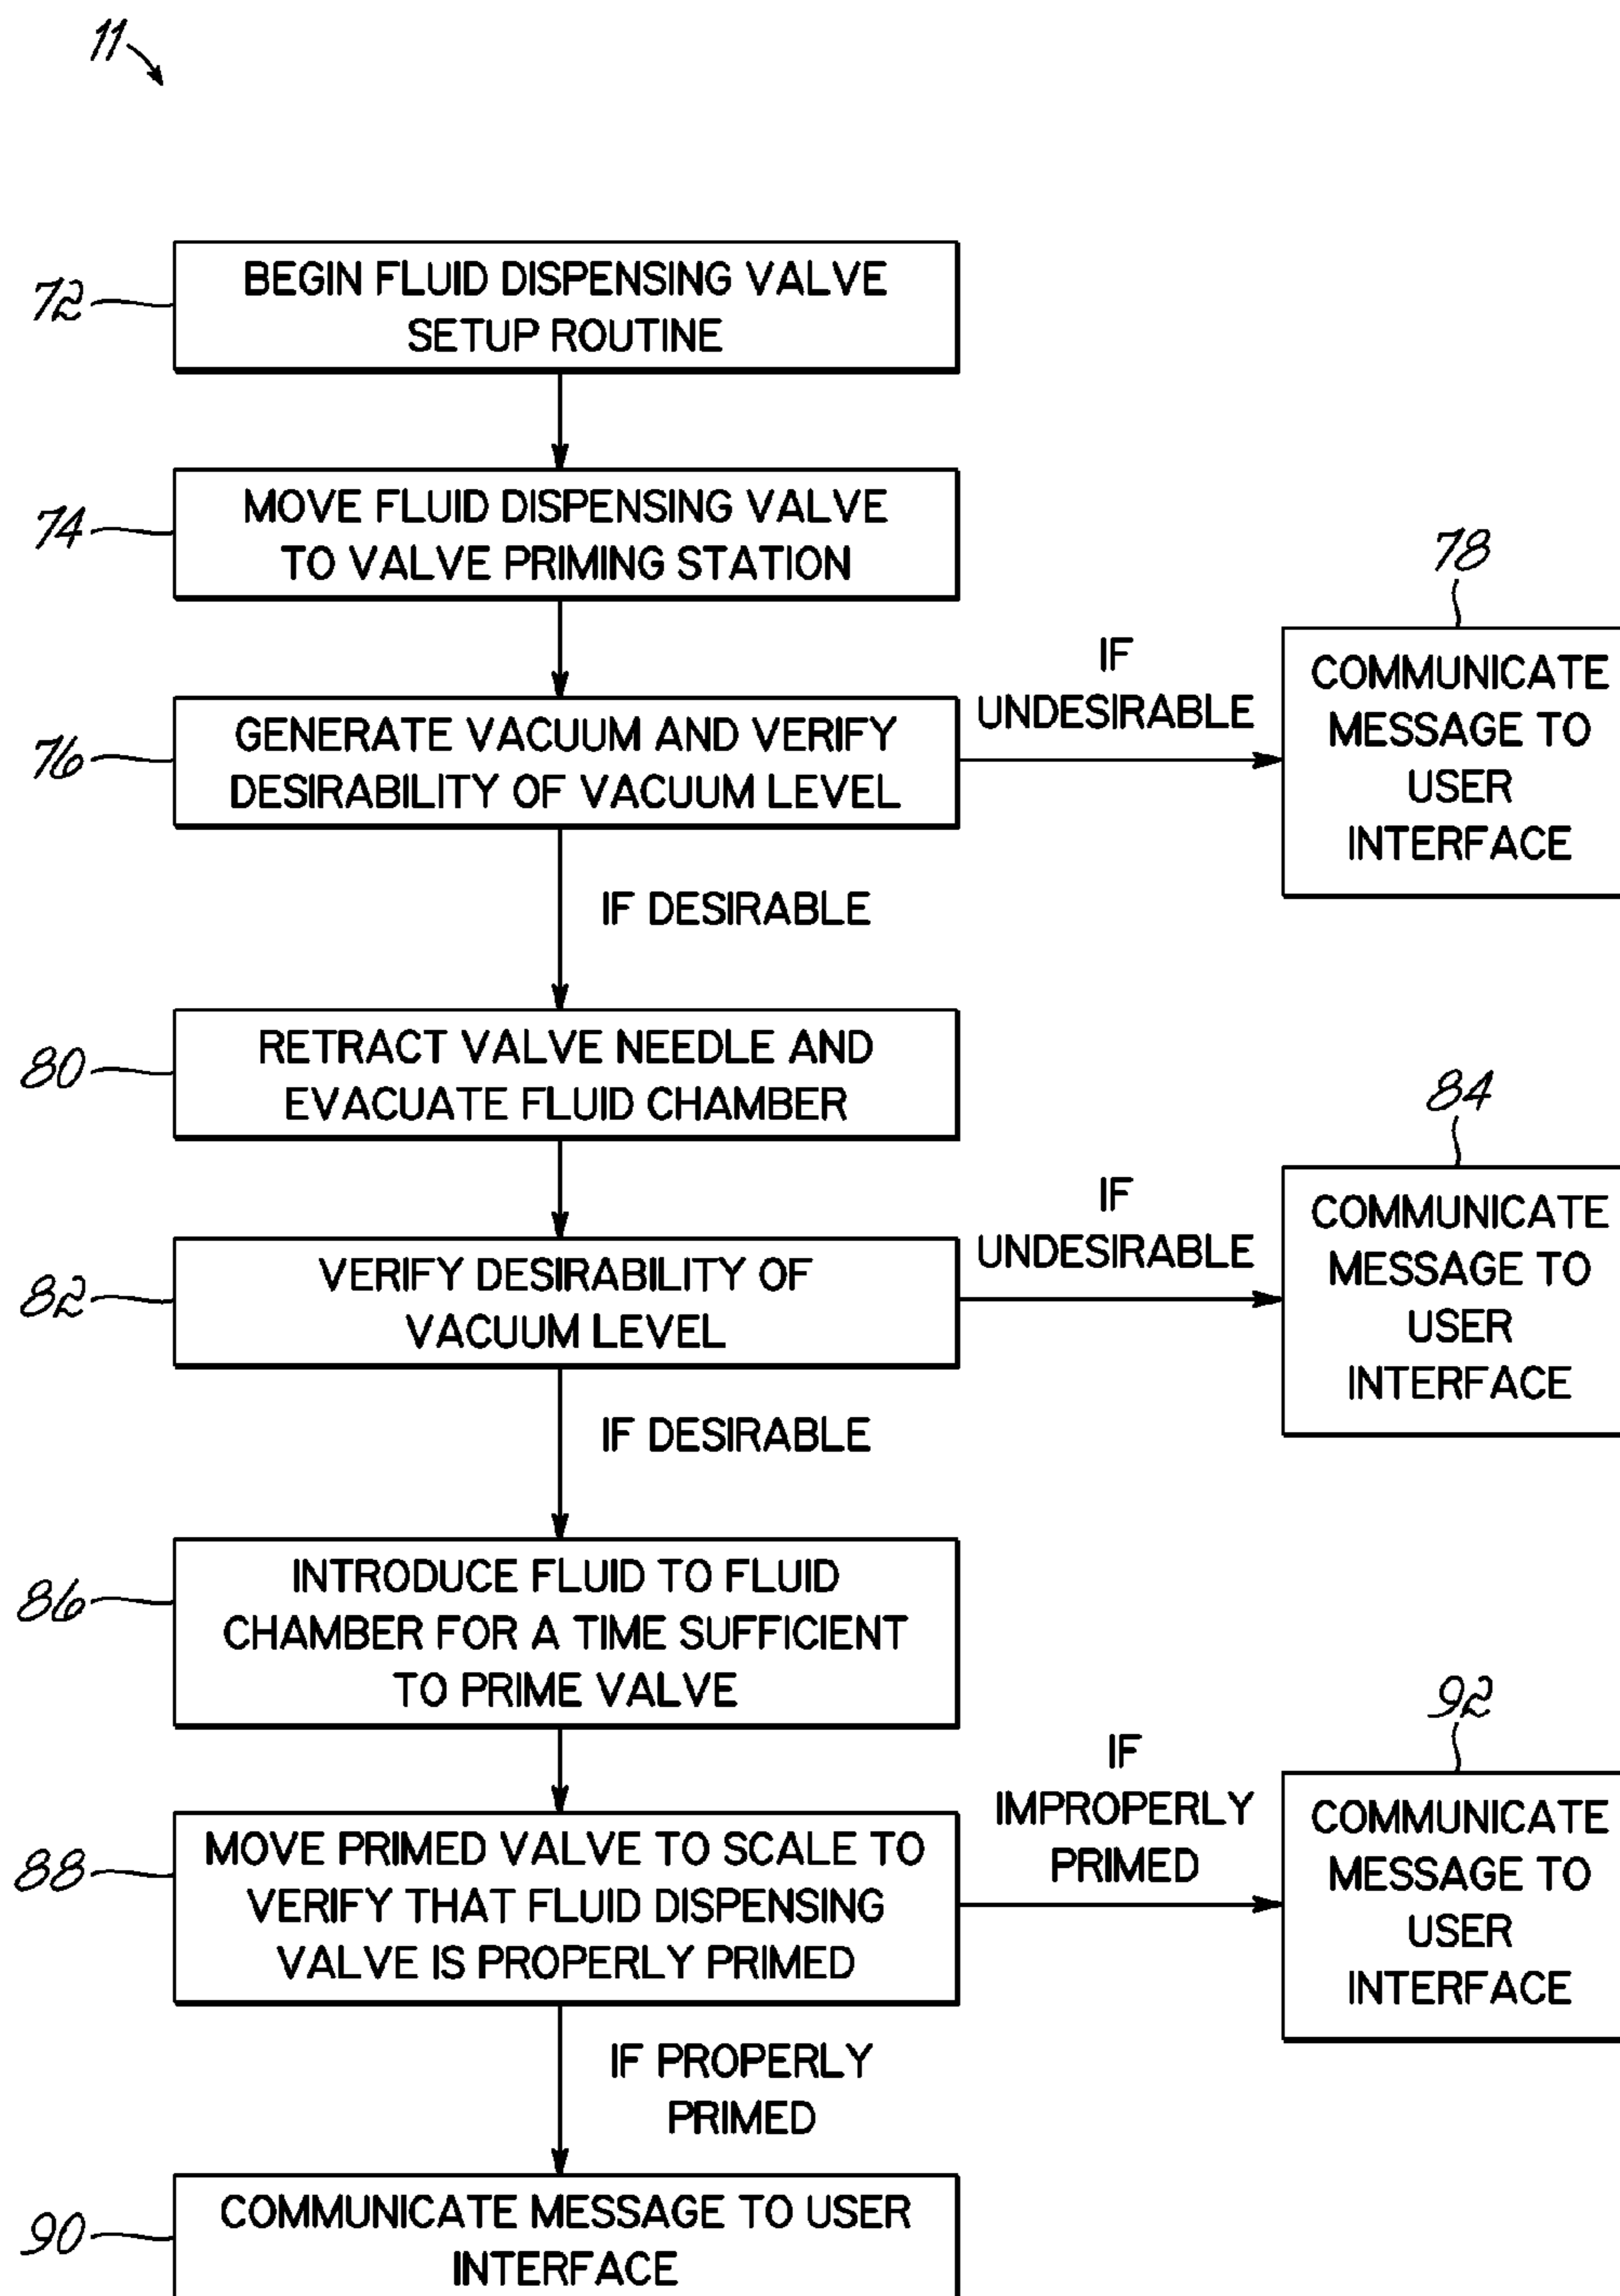 11
72
BEGIN FLUID DISPENSING VALVE
SETUP ROUTINE
74
MOVE FLUID DISPENSING VALVE
TO VALVE PRIMING STATION
76
GENERATE VACUUM AND VERIFY
DESIRABILITY OF VACUUM LEVEL
IF
UNDESIRABLE
78
COMMUNICATE
MESSAGE TO
USER
INTERFACE
IF DESIRABLE
80
RETRACT VALVE NEEDLE AND
EVACUATE FLUID CHAMBER
82
VERIFY DESIRABILITY OF
VACUUM LEVEL
IF
UNDESIRABLE
84
COMMUNICATE
MESSAGE TO
USER
INTERFACE
IF DESIRABLE
86
INTRODUCE FLUID TO FLUID
CHAMBER FOR A TIME SUFFICIENT
TO PRIME VALVE
88
MOVE PRIMED VALVE TO SCALE TO
VERIFY THAT FLUID DISPENSING
VALVE IS PROPERLY PRIMED
IF
IMPROPERLY
PRIMED
92
COMMUNICATE
MESSAGE TO
USER
INTERFACE
IF PROPERLY
PRIMED
90
COMMUNICATE MESSAGE TO USER
INTERFACE